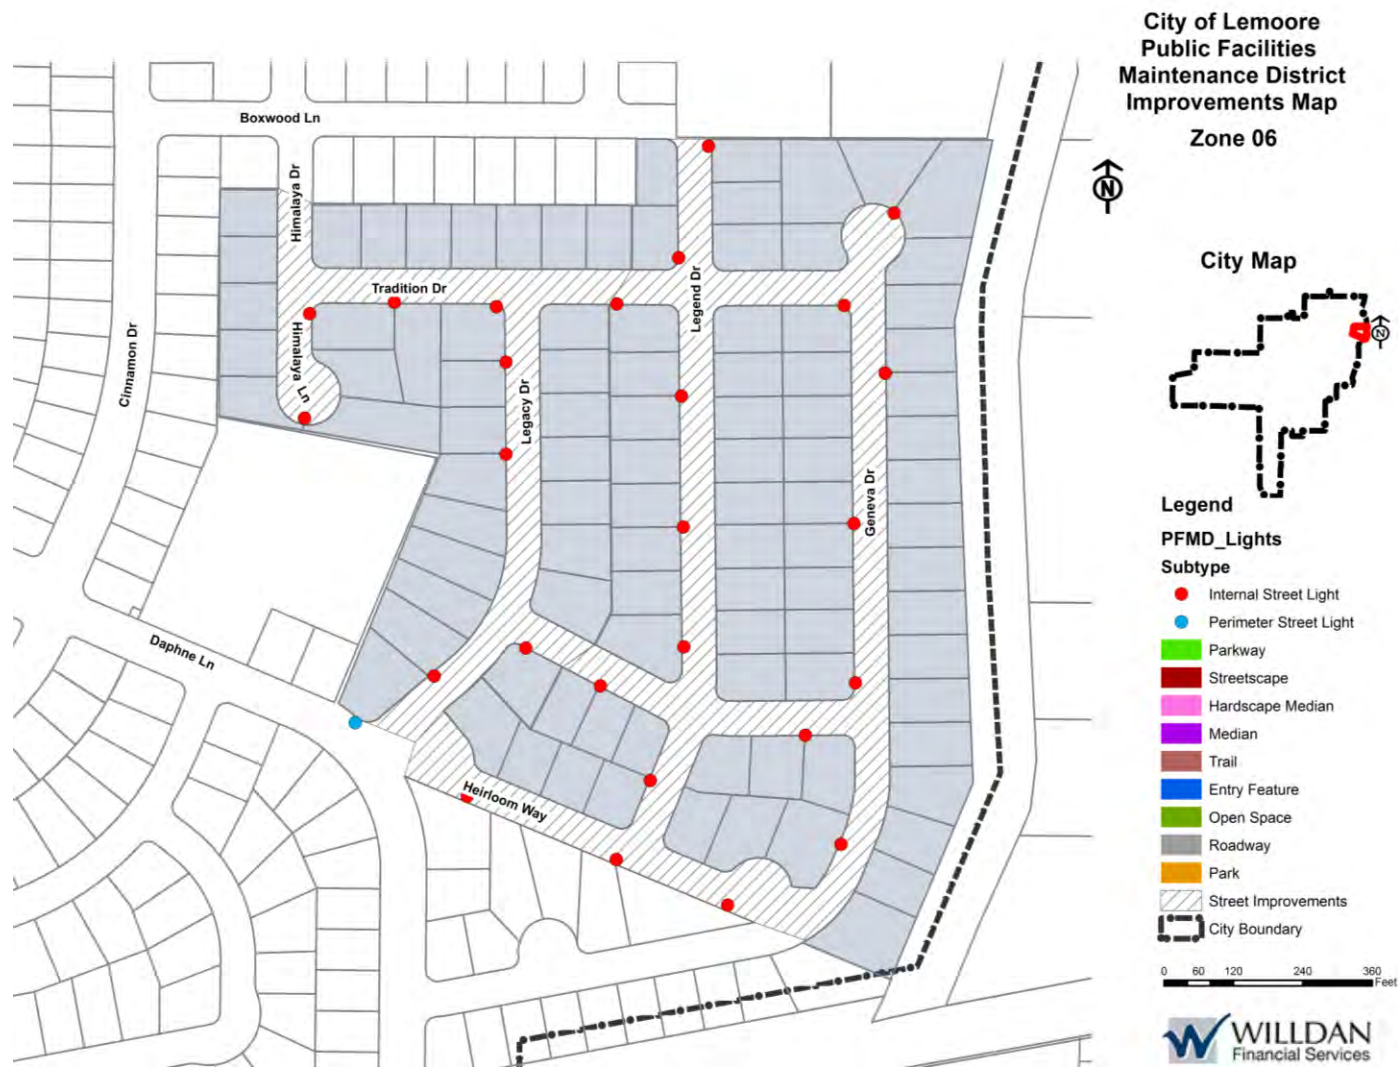 City of Lemoore
Public Facilities
Maintenance District
Improvements Map
Zone 06
N
City Map
N
Legend
PFMD_Lights
Subtype
Internal Street Light
Perimeter Street Light
Parkway
Streetscape
Hardscape Median
Median
Trail
Entry Feature
Open Space
Roadway
Park
Street Improvements
City Boundary
0 60 120 240 360
Feet
WILLDAN
Financial Services
Boxwood Ln
Himalaya Dr
Tradition Dr
Legend Dr
Himalaya Ln
Cinnamon Dr
Legacy Dr
Geneva Dr
Daphne Ln
Heirloom Way